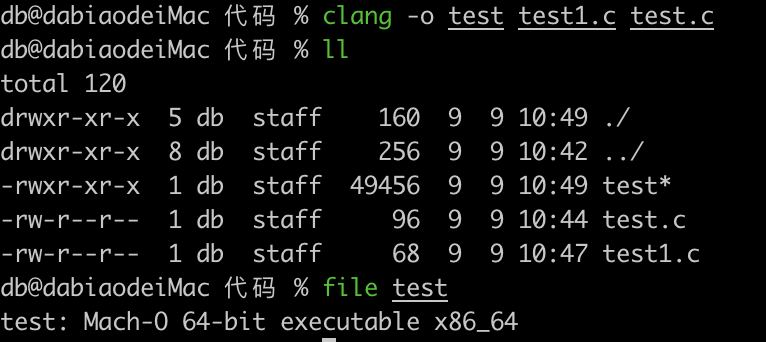 db@dabiaodeiMac 代码 % clang -o test test1.c test.c
db@dabiaodeiMac 代码 % ll
total 120
drwxr-xr-x  5 db  staff    160  9  9 10:49 ./
drwxr-xr-x  8 db  staff    256  9  9 10:42 ../
-rwxr-xr-x  1 db  staff  49456  9  9 10:49 test*
-rw-r--r--  1 db  staff     96  9  9 10:44 test.c
-rw-r--r--  1 db  staff     68  9  9 10:47 test1.c
db@dabiaodeiMac 代码 % file test
test: Mach-O 64-bit executable x86_64